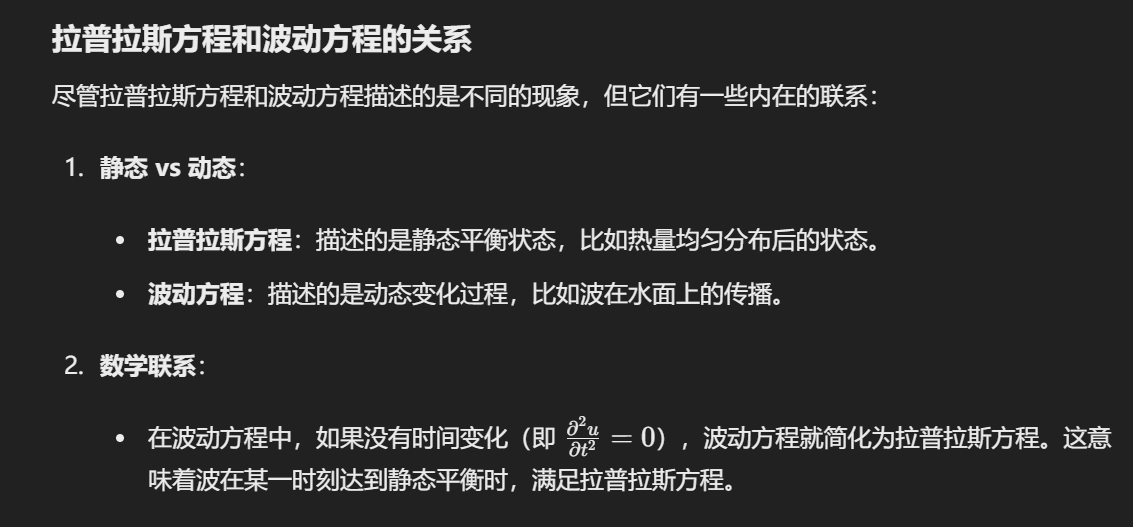 拉普拉斯方程和波动方程的关系
尽管拉普拉斯方程和波动方程描述的是不同的现象，但它们有一些内在的联系：
1. 静态 vs 动态：
• 拉普拉斯方程：描述的是静态平衡状态，比如热量均匀分布后的状态。
• 波动方程：描述的是动态变化过程，比如波在水面上的传播。
2. 数学联系：
• 在波动方程中，如果没有时间变化（即 ∂²u/∂t² = 0），波动方程就简化为拉普拉斯方程。这意
味着波在某一时刻达到静态平衡时，满足拉普拉斯方程。